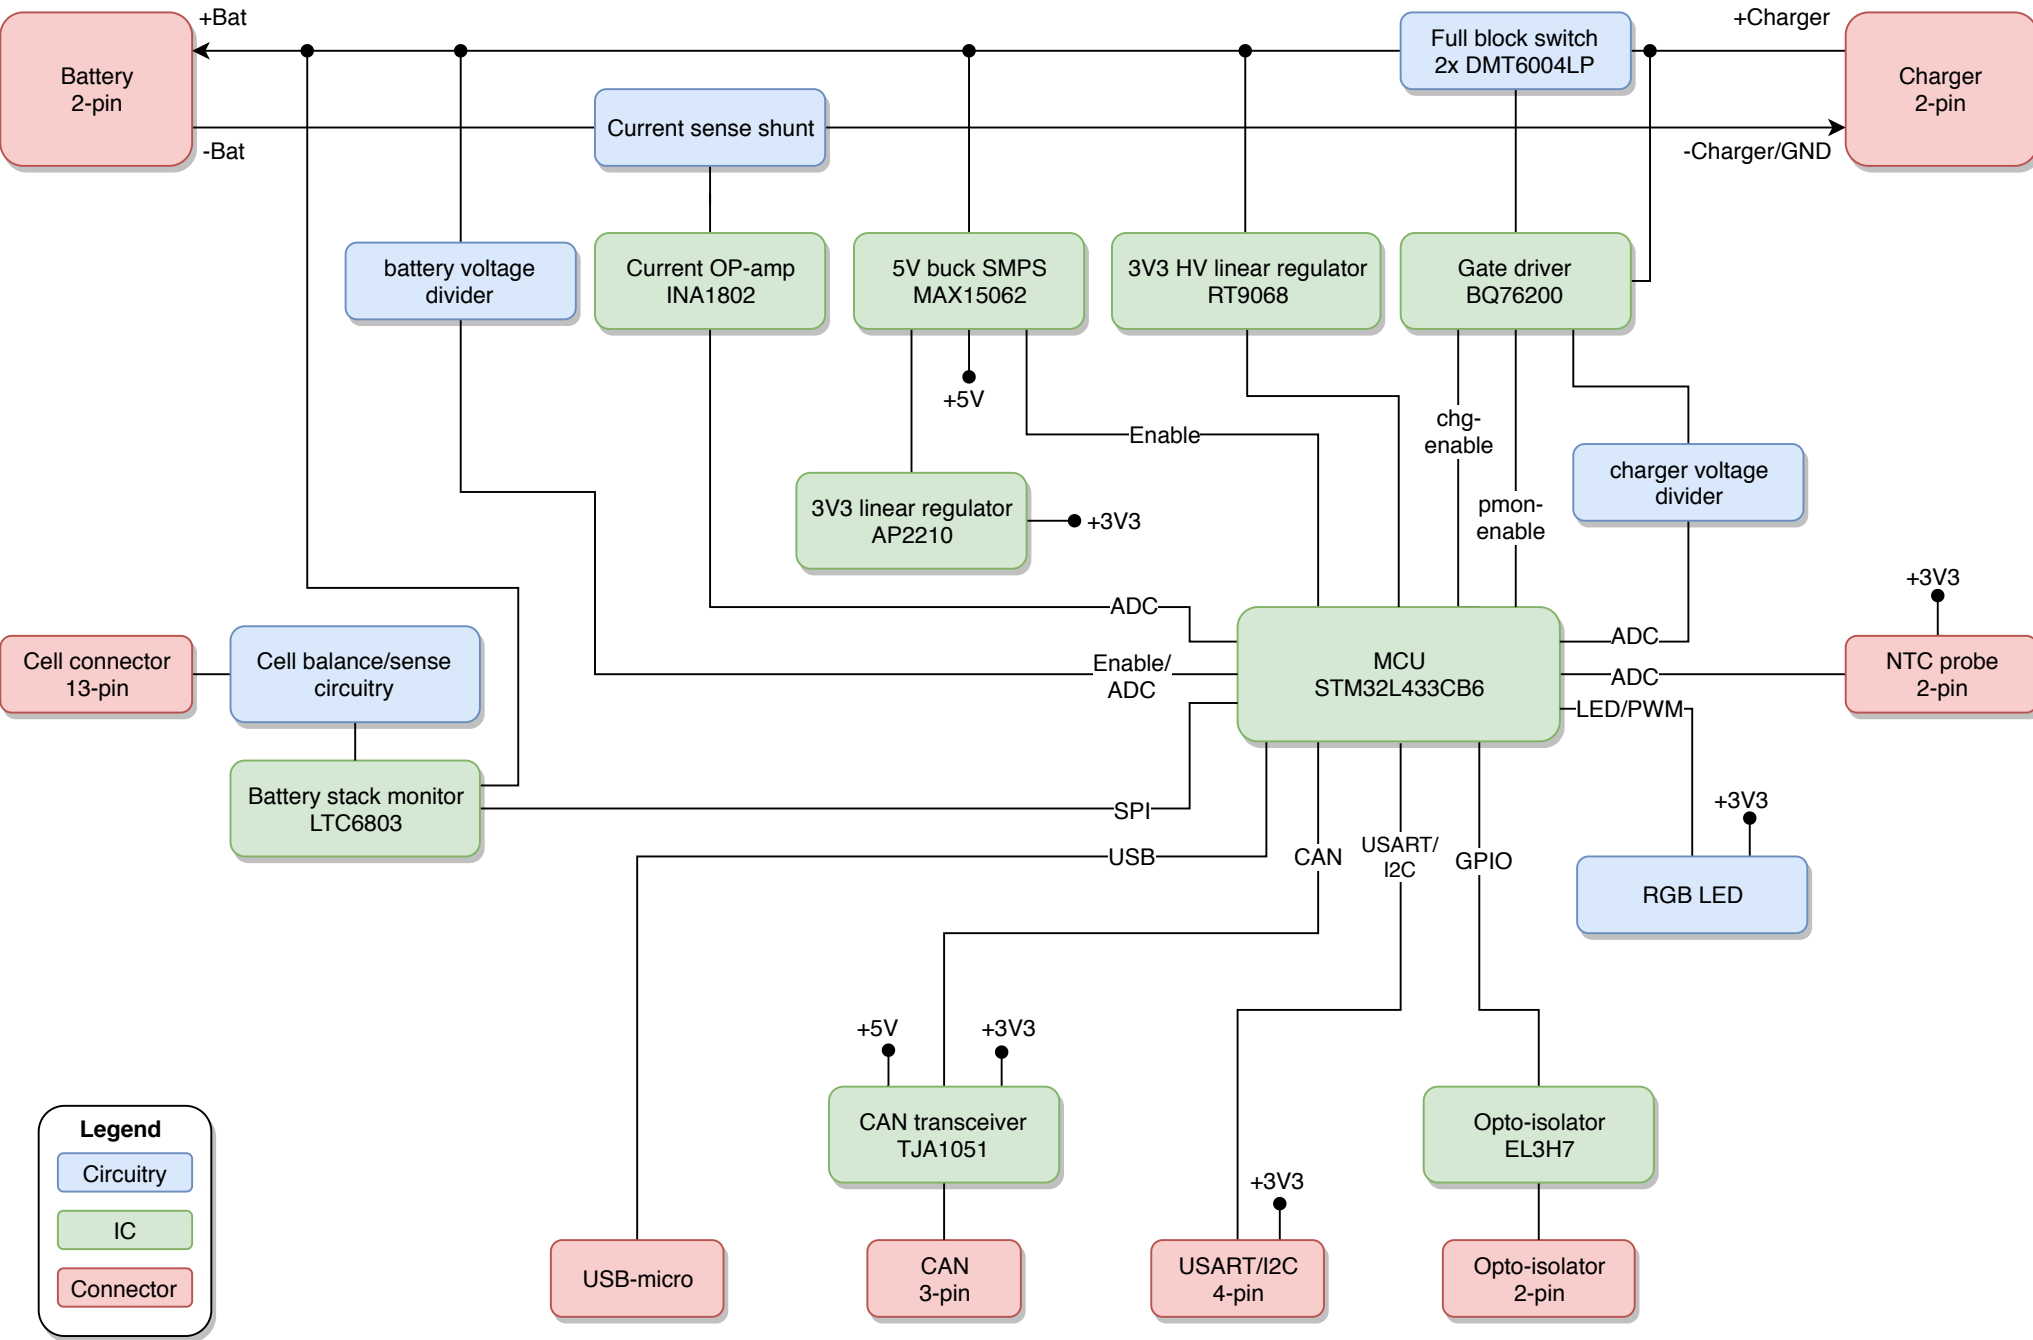 +Bat
+Charger
Battery
2-pin
Full block switch
2x DMT6004LP
Charger
2-pin
Current sense shunt
-Bat
-Charger/GND
battery voltage
divider
Current OP-amp
INA1802
5V buck SMPS
MAX15062
3V3 HV linear regulator
RT9068
Gate driver
BQ76200
+5V
Enable
chg-
enable
charger voltage
divider
3V3 linear regulator
AP2210
+3V3
pmon-
enable
+3V3
ADC
ADC
Cell connector
13-pin
Cell balance/sense
circuitry
Enable/
ADC
MCU
STM32L433CB6
ADC
NTC probe
2-pin
LED/PWM
Battery stack monitor
LTC6803
SPI
+3V3
USB
CAN
USART/
I2C
GPIO
RGB LED
+5V
+3V3
CAN transceiver
TJA1051
Opto-isolator
EL3H7
+3V3
Legend
Circuitry
IC
Connector
USB-micro
CAN
3-pin
USART/I2C
4-pin
Opto-isolator
2-pin